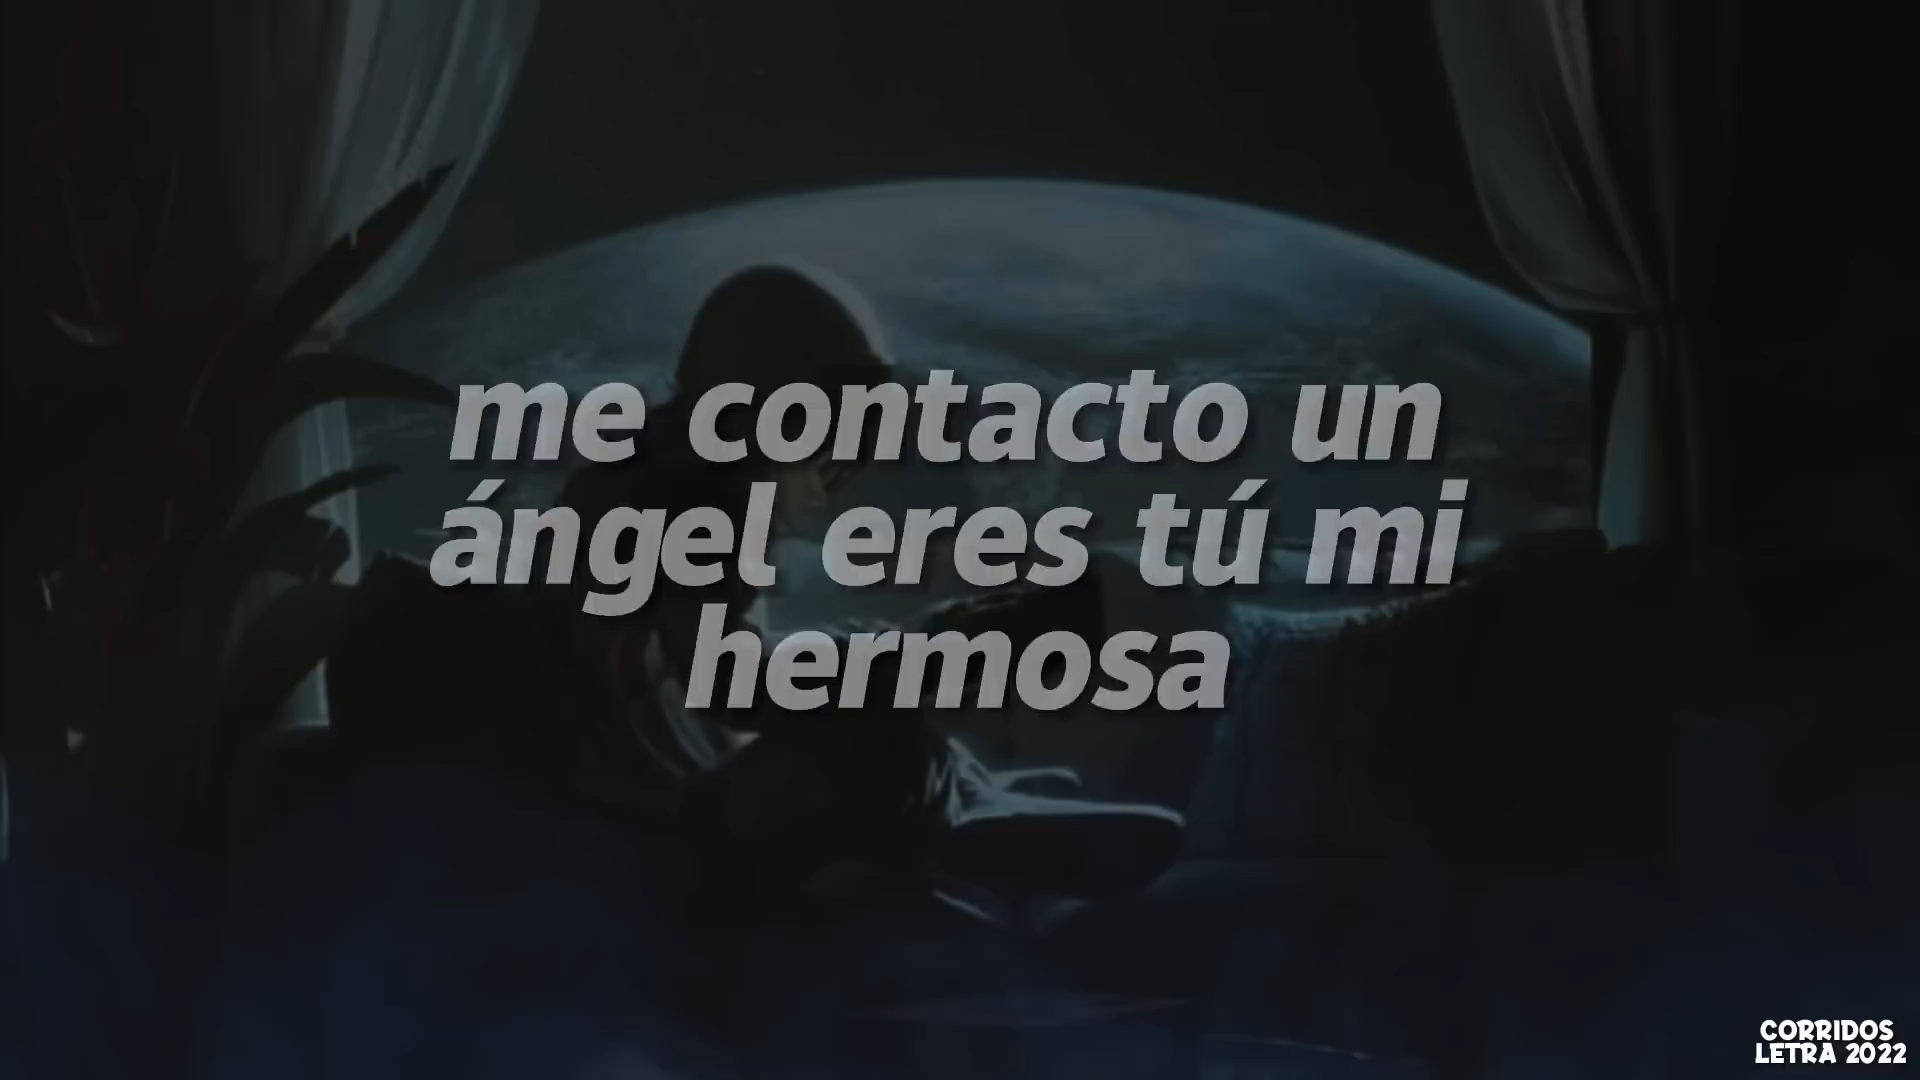 me contacto un
ángel eres tú mi
hermosa
CORRIDOS
LETRA 2022